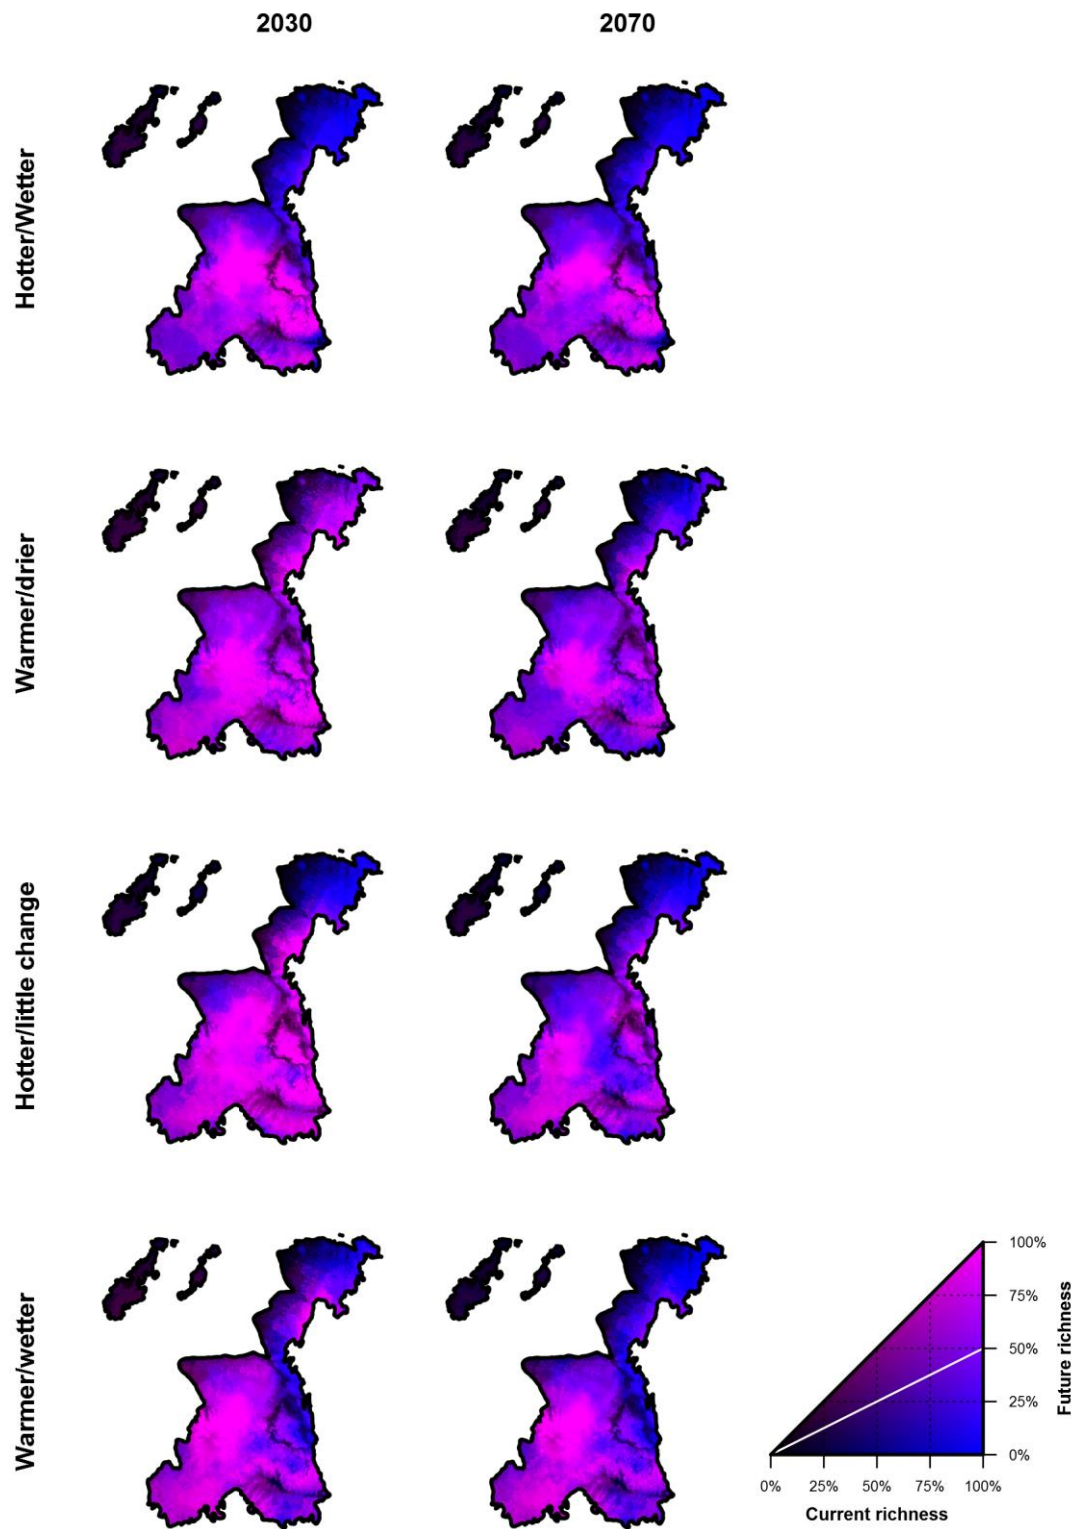 2030
2070
Hotter/Wetter
Warmer/drier
Hotter/little change
Warmer/wetter
100%
75%
50%
25%
0%
Future richness
0%
25%
50%
75%
100%
Current richness